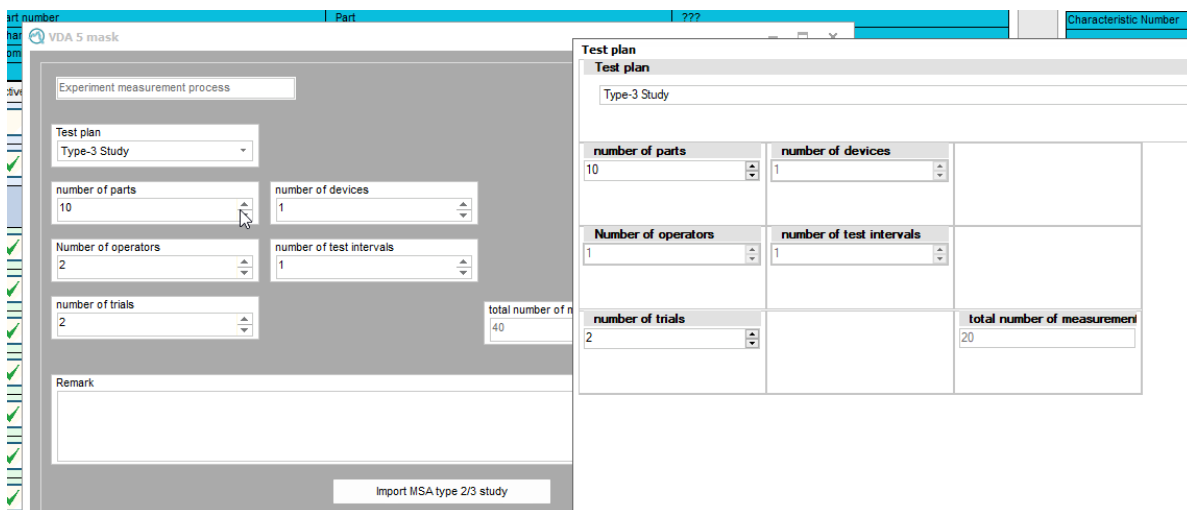 art number Part ??? Characteristic Number
VDA 5 mask
Experiment measurement process
Test plan
Type-3 Study
number of parts number of devices
10 1
Number of operators number of test intervals
2 1
number of trials
2
total number of n
40
Remark
Import MSA type 2/3 study
Test plan
Test plan
Type-3 Study
number of parts number of devices
10 1
Number of operators number of test intervals
1 1
number of trials total number of measurement
2 20